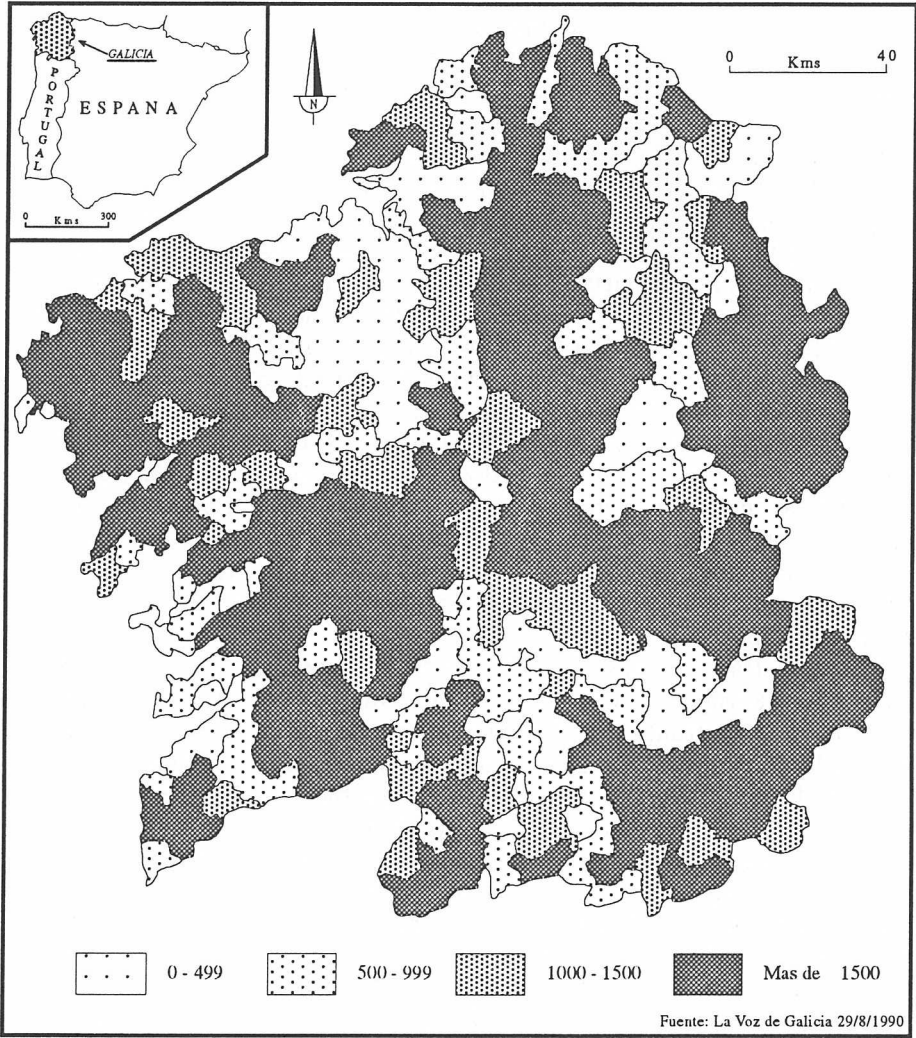 GALICIA
PORTUGAL
ESPANA
0 Kms 300
N
0 Kms 40
0 - 499
500 - 999
1000 - 1500
Mas de 1500
Fuente: La Voz de Galicia 29/8/1990